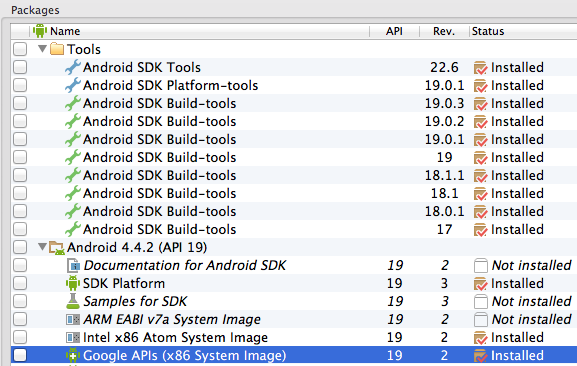 Packages
Name API Rev. Status
Tools
Android SDK Tools 22.6 Installed
Android SDK Platform-tools 19.0.1 Installed
Android SDK Build-tools 19.0.3 Installed
Android SDK Build-tools 19.0.2 Installed
Android SDK Build-tools 19.0.1 Installed
Android SDK Build-tools 19 Installed
Android SDK Build-tools 18.1.1 Installed
Android SDK Build-tools 18.1 Installed
Android SDK Build-tools 18.0.1 Installed
Android SDK Build-tools 17 Installed
Android 4.4.2 (API 19)
Documentation for Android SDK 19 2 Not installed
SDK Platform 19 3 Installed
Samples for SDK 19 3 Not installed
ARM EABI v7a System Image 19 2 Not installed
Intel x86 Atom System Image 19 2 Installed
Google APIs (x86 System Image) 19 2 Installed